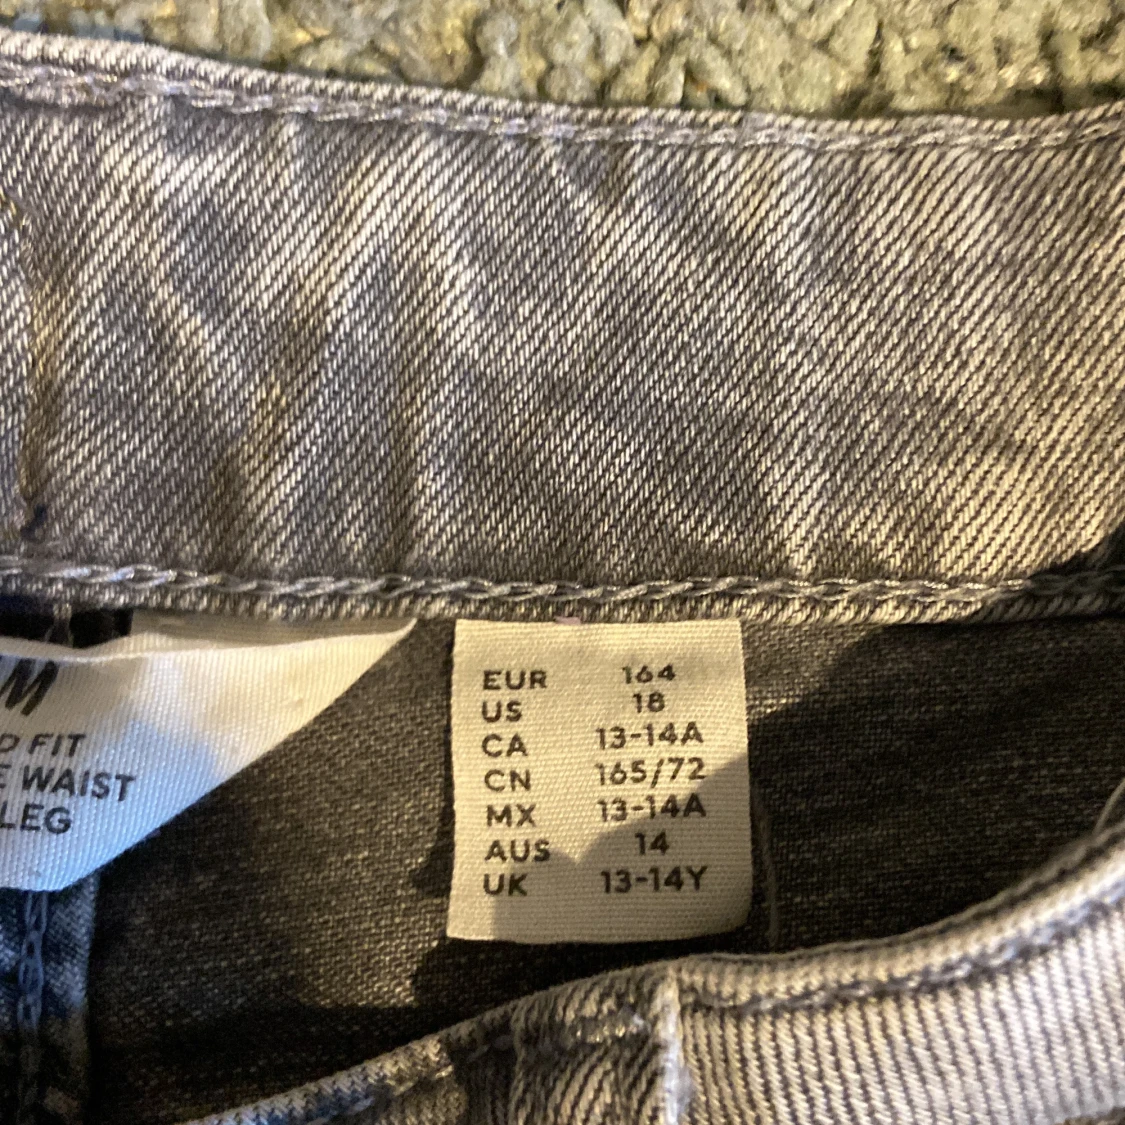 M
D FIT
E WAIST
LEG
EUR 164
US 18
CA 13-14A
CN 165/72
MX 13-14A
AUS 14
UK 13-14Y